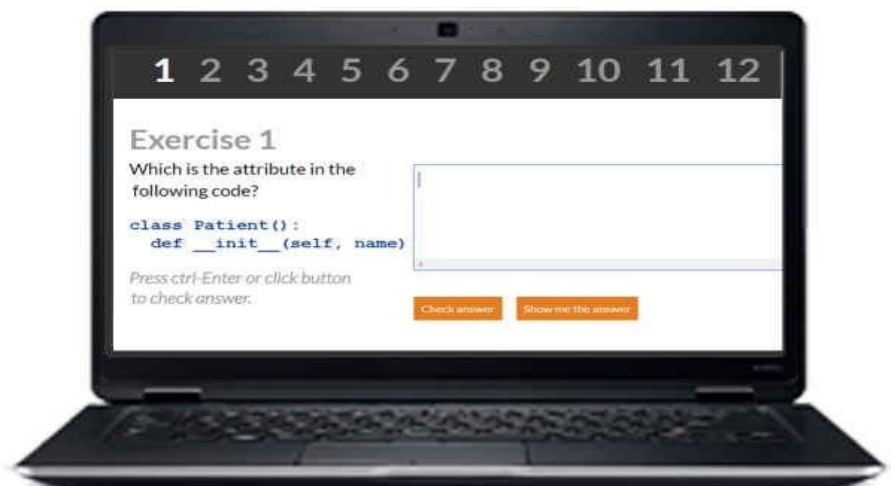 1 2 3 4 5 6 7 8 9 10 11 12
Exercise 1
Which is the attribute in the
following code?
class Patient():
def __init__(self, name)
Press ctrl-Enter or click button
to check answer.
Check answer
Show me the answer